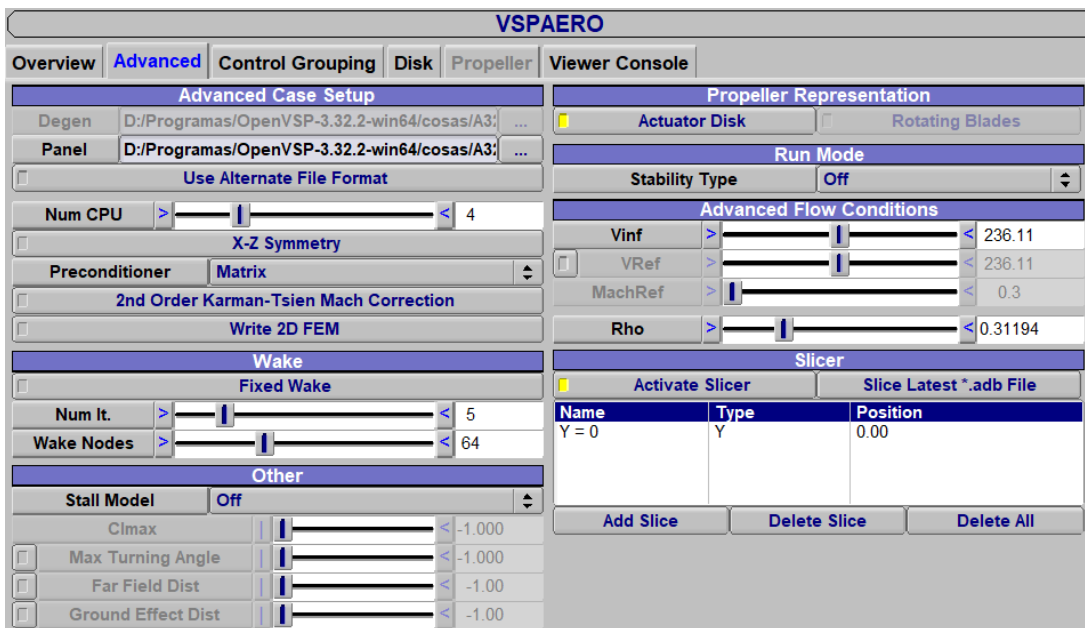 VSPAERO
Overview Advanced Control Grouping Disk Propeller Viewer Console
Advanced Case Setup
Degen D:/Programas/OpenVSP-3.32.2-win64/cosas/A3 ...
Panel D:/Programas/OpenVSP-3.32.2-win64/cosas/A3 ...
Use Alternate File Format
Num CPU > < 4
X-Z Symmetry
Preconditioner Matrix
2nd Order Karman-Tsien Mach Correction
Write 2D FEM
Wake
Fixed Wake
Num It. > < 5
Wake Nodes > < 64
Other
Stall Model Off
Clmax | < -1.000
Max Turning Angle | < -1.000
Far Field Dist | < -1.00
Ground Effect Dist | < -1.00
Propeller Representation
Actuator Disk Rotating Blades
Run Mode
Stability Type Off
Advanced Flow Conditions
Vinf > < 236.11
VRef > < 236.11
MachRef > < 0.3
Rho > < 0.31194
Slicer
Activate Slicer Slice Latest *.adb File
Name Type Position
Y = 0 Y 0.00
Add Slice Delete Slice Delete All